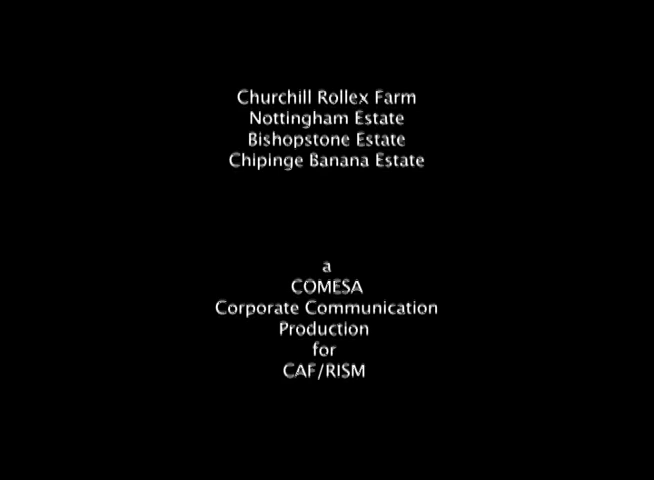 Churchill Rollex Farm
Nottingham Estate
Bishopstone Estate
Chipinge Banana Estate
a
COMESA
Corporate Communication
Production
for
CAF/RISM